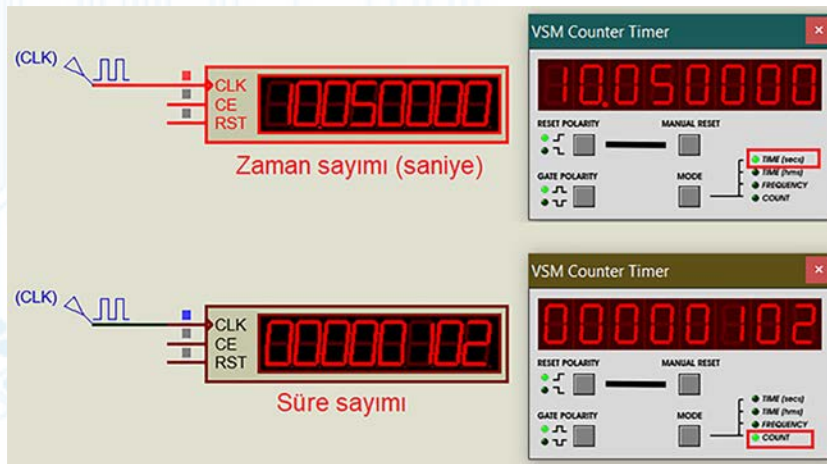 (CLK)
CLK
CE
RST
10.050000
Zaman sayımı (saniye)
VSM Counter Timer
10.050000
RESET POLARITY
MANUAL RESET
GATE POLARITY
MODE
TIME (secs)
TIME (hms)
FREQUENCY
COUNT
(CLK)
CLK
CE
RST
00000102
Süre sayımı
VSM Counter Timer
00000102
RESET POLARITY
MANUAL RESET
GATE POLARITY
MODE
TIME (secs)
TIME (hms)
FREQUENCY
COUNT